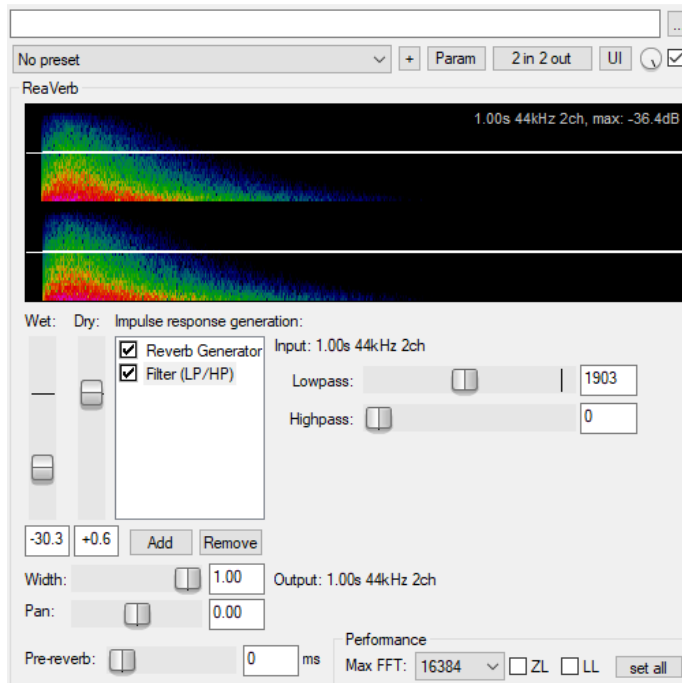 ...
No preset + Param 2 in 2 out UI
ReaVerb
1.00s 44kHz 2ch, max: -36.4dB
Wet: Dry: Impulse response generation:
Reverb Generator Input: 1.00s 44kHz 2ch
Filter (LP/HP)
Lowpass: 1903
Highpass: 0
-30.3 +0.6 Add Remove
Width: 1.00 Output: 1.00s 44kHz 2ch
Pan: 0.00
Performance
Pre-reverb: 0 ms Max FFT: 16384 ZL LL set all